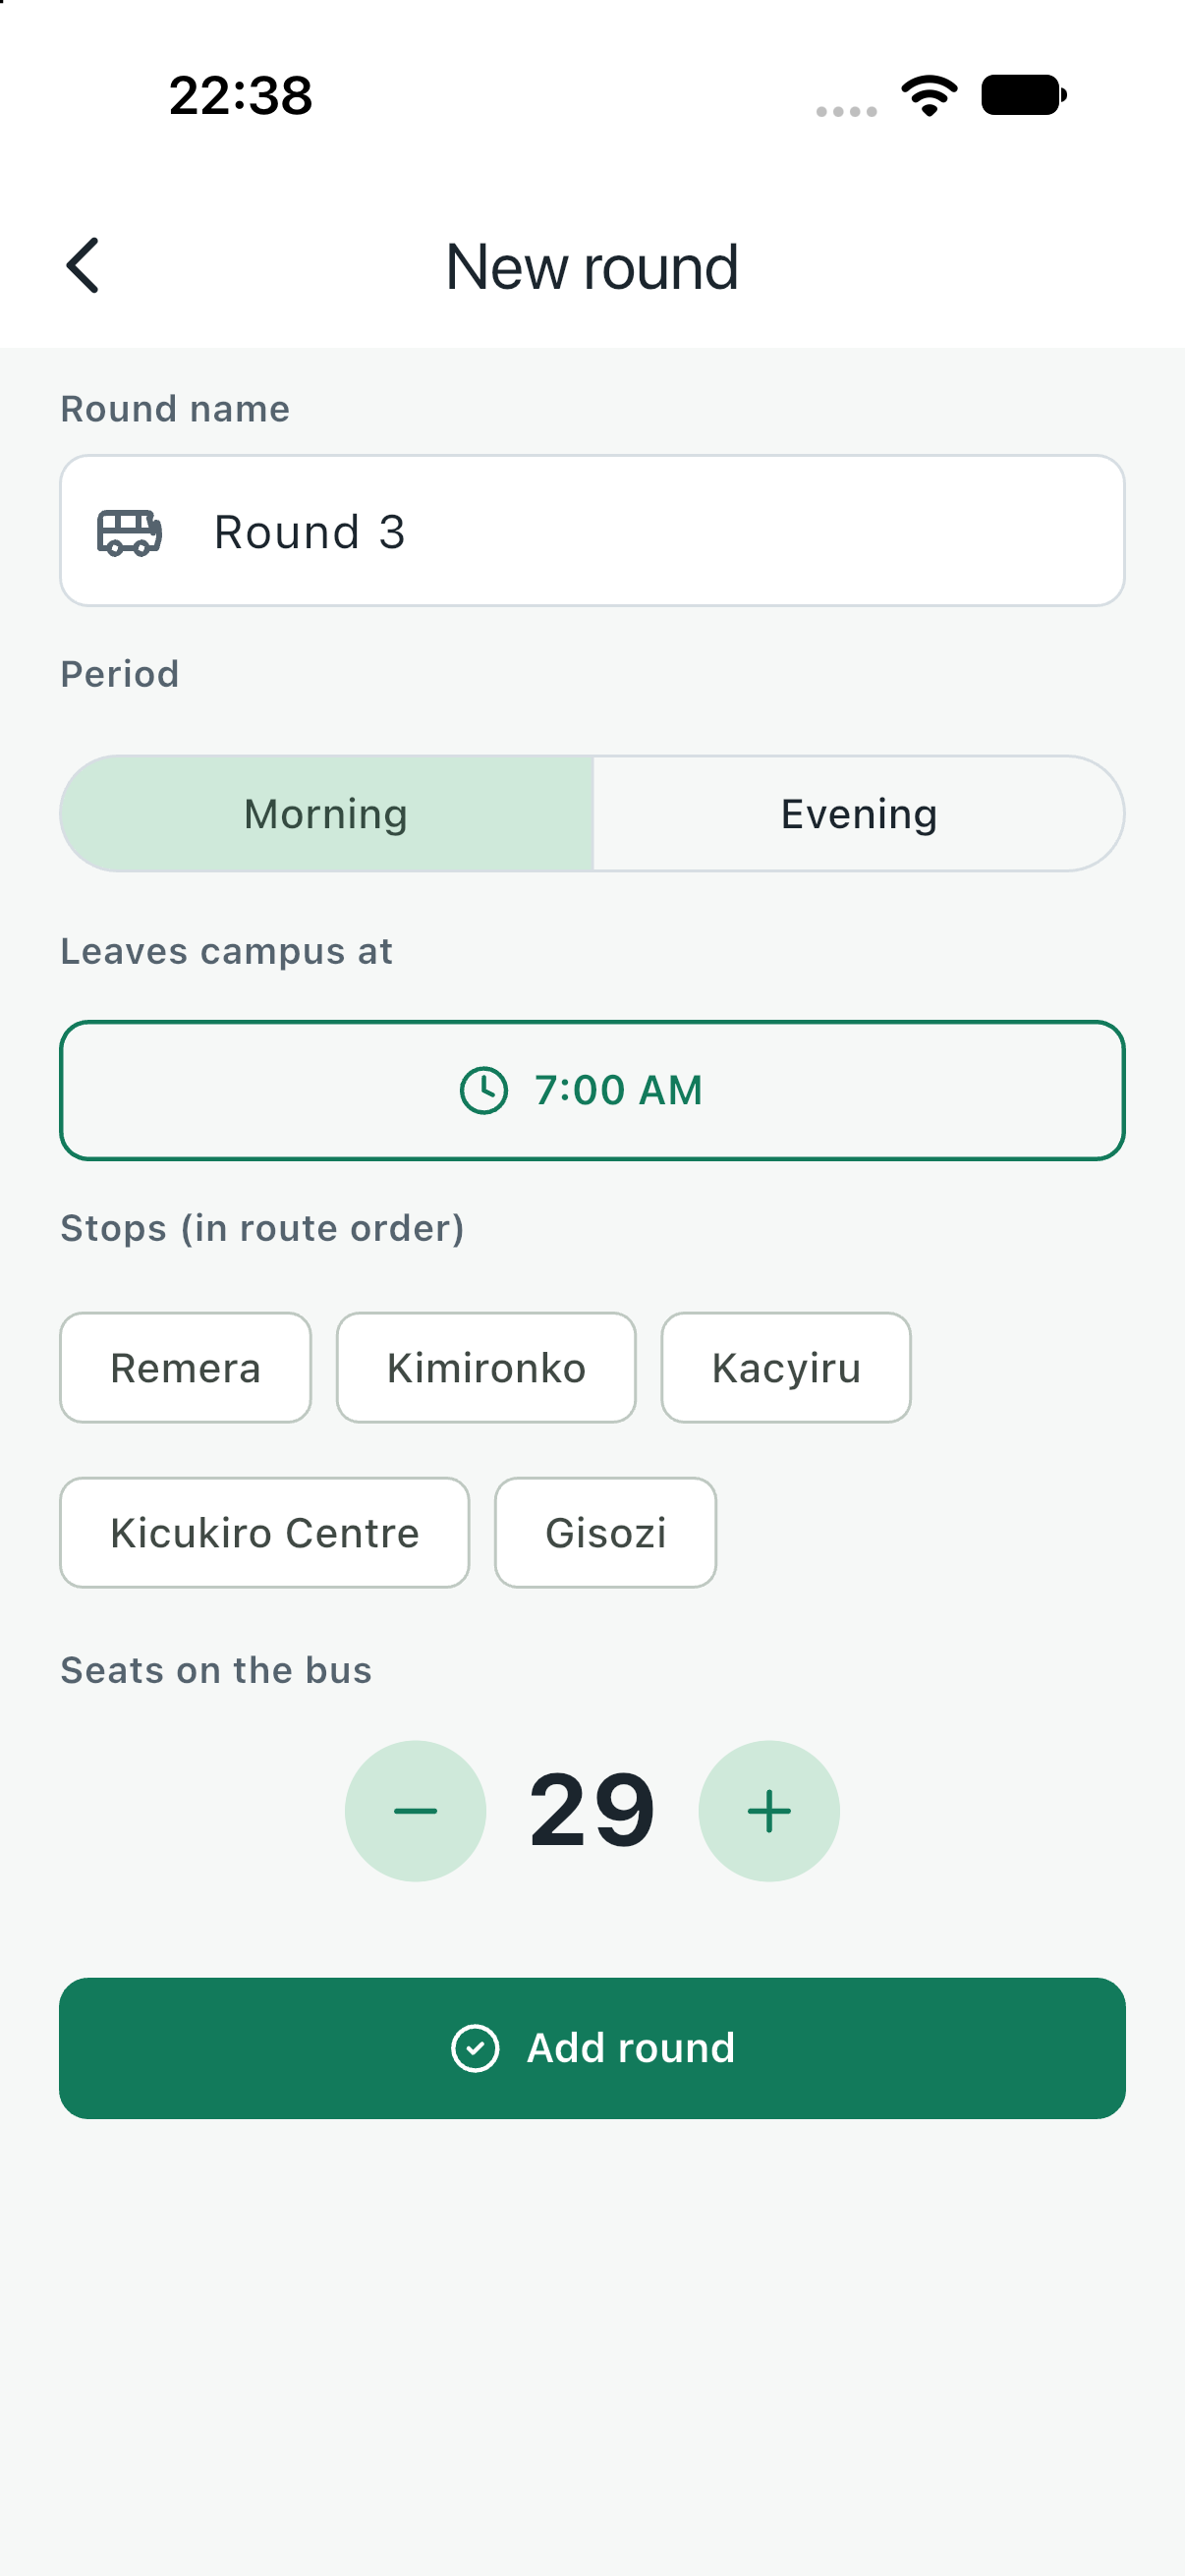 22:38
New round
Round name
Round 3
Period
Morning Evening
Leaves campus at
7:00 AM
Stops (in route order)
Remera Kimironko Kacyiru
Kicukiro Centre Gisozi
Seats on the bus
29
Add round